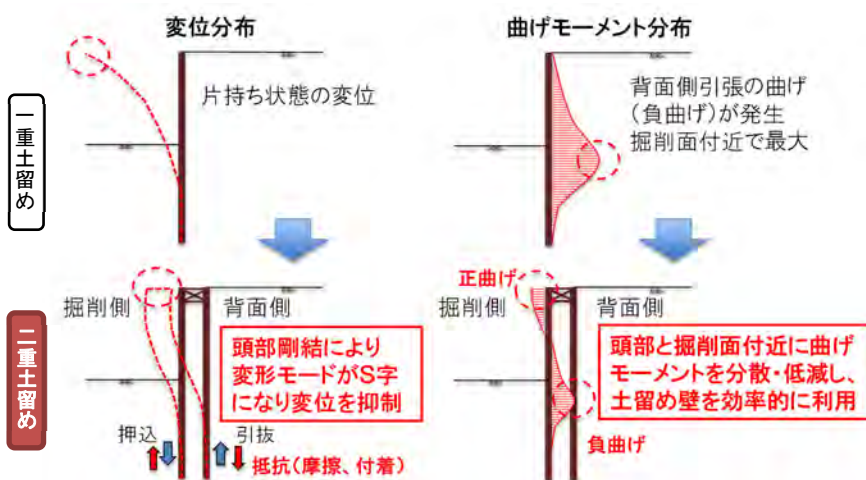 変位分布
曲げモーメント分布
一重土留め
片持ち状態の変位
背面側引張の曲げ
(負曲げ)が発生
掘削面付近で最大
二重土留め
掘削側
背面側
頭部剛結により
変形モードがS字
になり変位を抑制
押込
引抜
抵抗(摩擦、付着)
正曲げ
掘削側
背面側
頭部と掘削面付近に曲げ
モーメントを分散・低減し、
土留め壁を効率的に利用
負曲げ